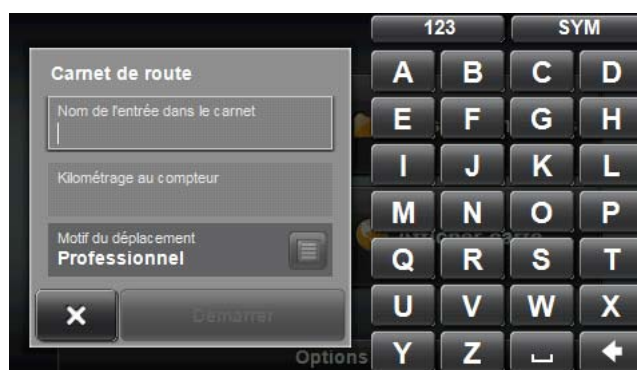 Carnet de route
Nom de l'entrée dans le carnet
Kilométrage au compteur
Motif du déplacement
Professionnel
Démarrer
Options
123 SYM
A B C D
E F G H
I J K L
M N O P
Q R S T
U V W X
Y Z